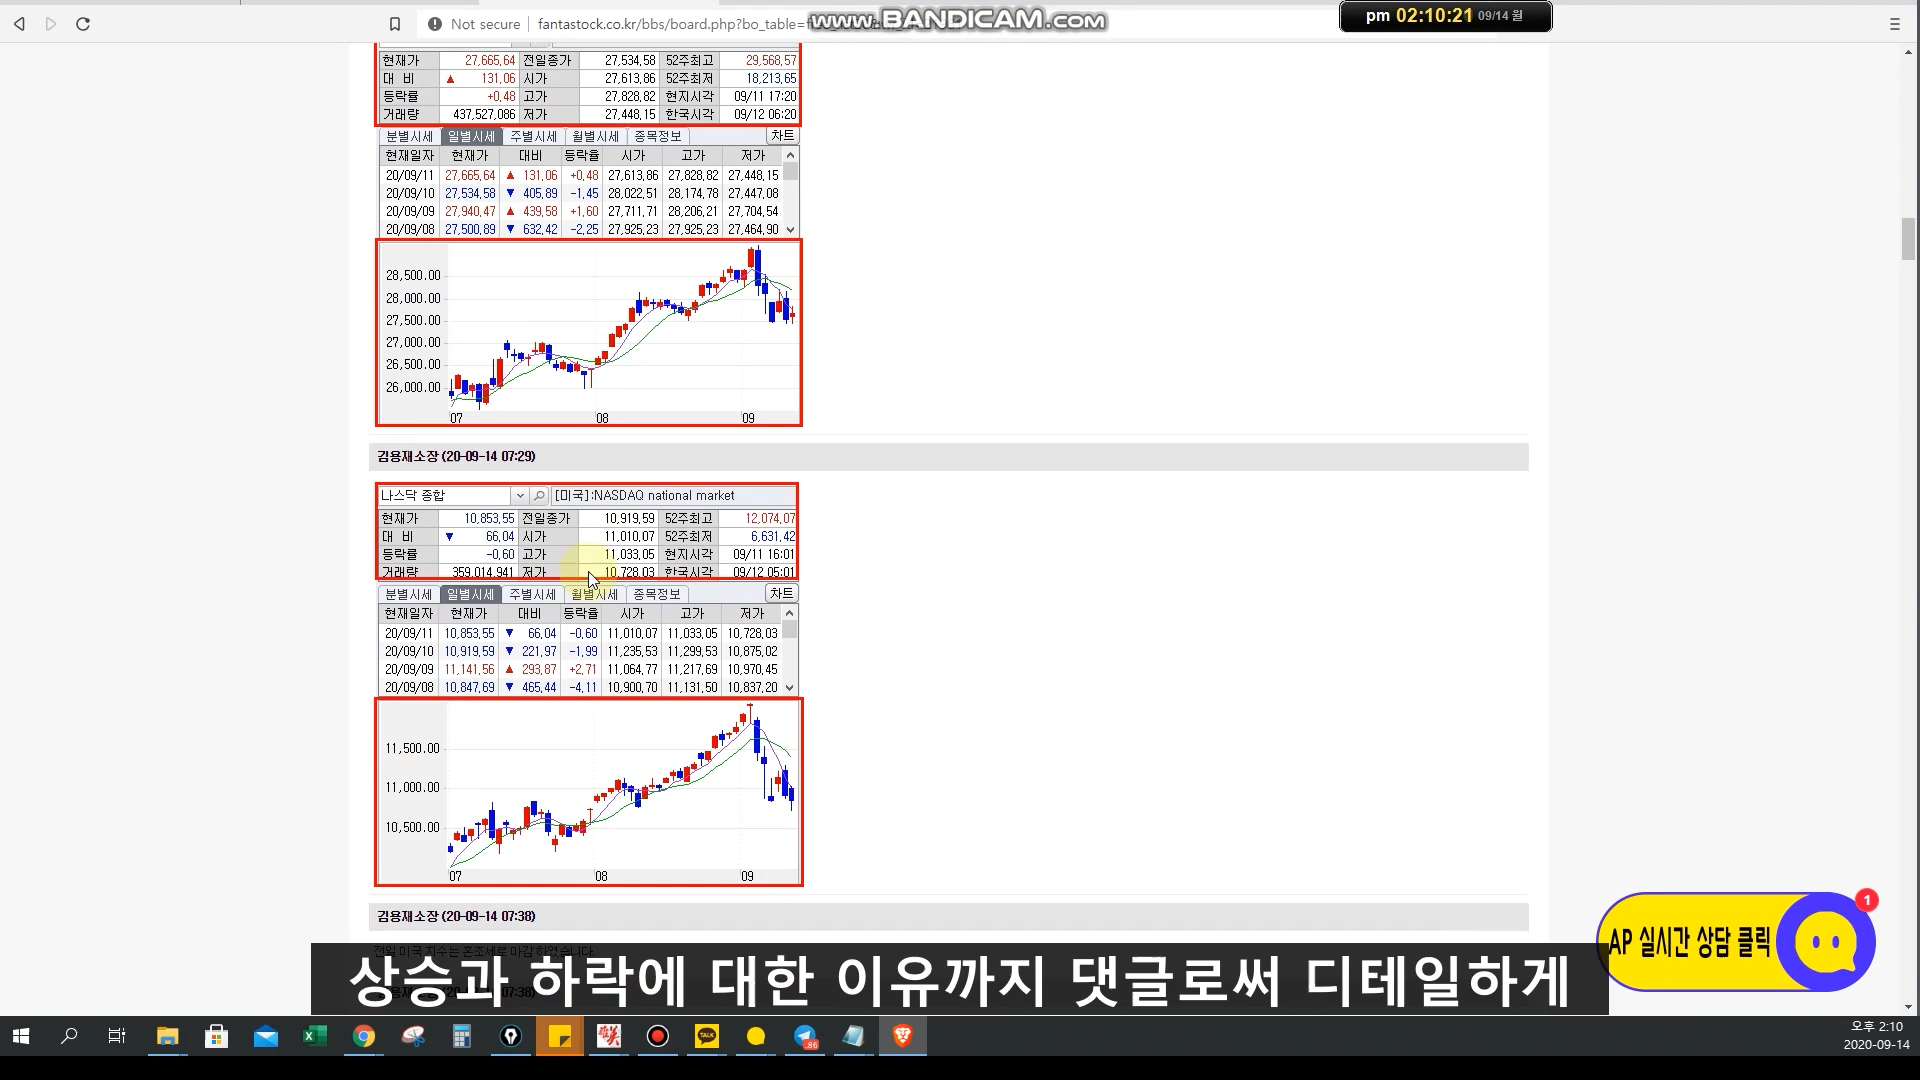 Not secure | fantastock.co.kr/bbs/board.php?bo_table=
www.BANDICAM.com
pm 02:10:21 09/14 월
현재가 27,665,64 전일종가 27,534,58 52주최고 29,568,57
대 비 ▲ 131,06 시가 27,613,86 52주최저 18,213,65
등락률 +0,48 고가 27,828,82 현지시각 09/11 17:20
거래량 437,527,086 저가 27,448,15 한국시각 09/12 06:20
분별시세 일별시세 주별시세 월별시세 종목정보 차트
현재일자 현재가 대비 등락율 시가 고가 저가
20/09/11 27,665,64 ▲ 131,06 +0,48 27,613,86 27,828,82 27,448,15
20/09/10 27,534,58 ▼ 405,89 -1,45 28,022,51 28,174,78 27,447,08
20/09/09 27,940,47 ▲ 439,58 +1,60 27,711,71 28,206,21 27,704,54
20/09/08 27,500,89 ▼ 632,42 -2,25 27,925,23 27,925,23 27,464,90
28,500.00
28,000.00
27,500.00
27,000.00
26,500.00
26,000.00
07 08 09
김용재소장 (20-09-14 07:29)
나스닥 종합 [미국]:NASDAQ national market
현재가 10,853,55 전일종가 10,919,59 52주최고 12,074,07
대 비 ▼ 66,04 시가 11,010,07 52주최저 6,631,42
등락률 -0,60 고가 11,033,05 현지시각 09/11 16:01
거래량 359,014,941 저가 10,728,03 한국시각 09/12 05:01
분별시세 일별시세 주별시세 월별시세 종목정보 차트
현재일자 현재가 대비 등락율 시가 고가 저가
20/09/11 10,853,55 ▼ 66,04 -0,60 11,010,07 11,033,05 10,728,03
20/09/10 10,919,59 ▼ 221,97 -1,99 11,235,53 11,299,53 10,875,02
20/09/09 11,141,56 ▲ 293,87 +2,71 11,064,77 11,217,69 10,970,45
20/09/08 10,847,69 ▼ 465,44 -4,11 10,900,70 11,131,50 10,837,20
11,500.00
11,000.00
10,500.00
07 08 09
김용재소장 (20-09-14 07:38)
전일 미국 지수는 혼조세로 마감 하였습니다.
상승과 하락에 대한 이유까지 댓글로써 디테일하게
AP 실시간 상담 클릭
1
TALK
86
오후 2:10
2020-09-14